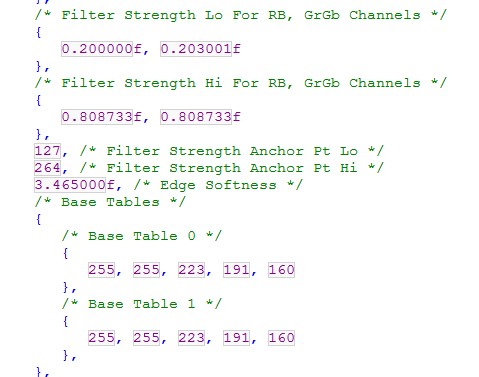 },
/* Filter Strength Lo For RB, GrGb Channels */
{
0.200000f, 0.203001f
},
/* Filter Strength Hi For RB, GrGb Channels */
{
0.808733f, 0.808733f
},
127, /* Filter Strength Anchor Pt Lo */
264, /* Filter Strength Anchor Pt Hi */
3.465000f, /* Edge Softness */
/* Base Tables */
{
/* Base Table 0 */
{
255, 255, 223, 191, 160
},
/* Base Table 1 */
{
255, 255, 223, 191, 160
},
},